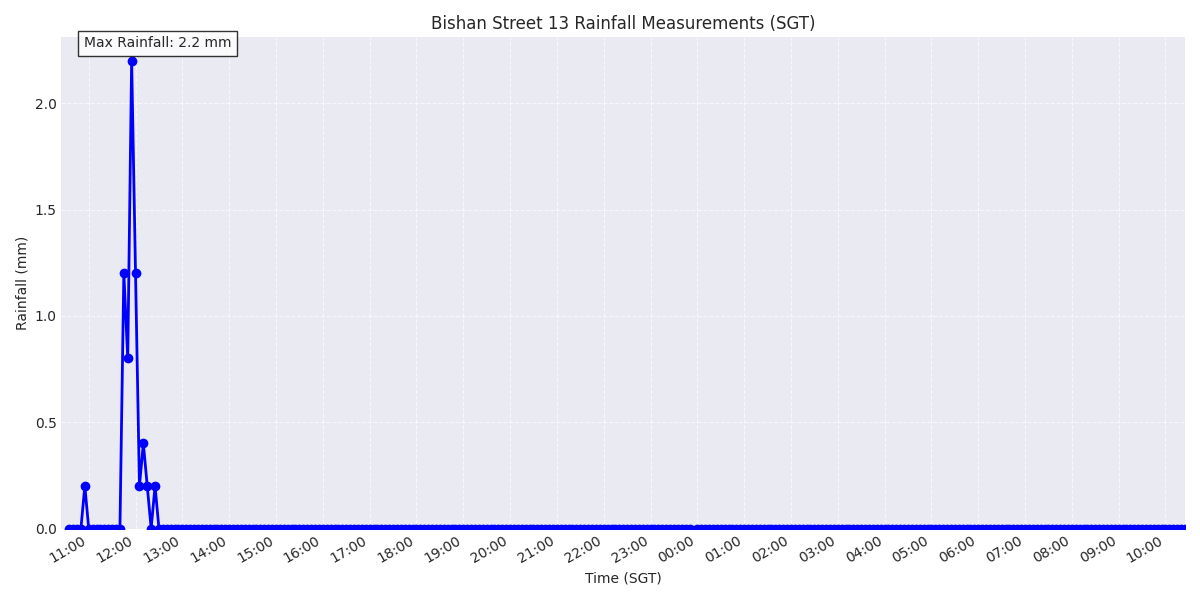 Bishan Street 13 Rainfall Measurements (SGT)
Max Rainfall: 2.2 mm
Rainfall (mm)
2.0
1.5
1.0
0.5
0.0
11:00 12:00 13:00 14:00 15:00 16:00 17:00 18:00 19:00 20:00 21:00 22:00 23:00 00:00 01:00 02:00 03:00 04:00 05:00 06:00 07:00 08:00 09:00 10:00
Time (SGT)